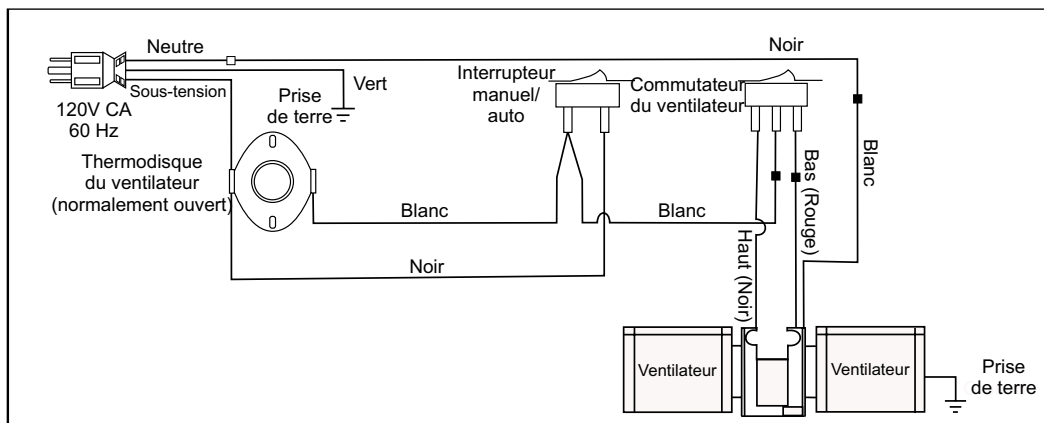 Neutre
Noir
Vert
Sous-tension
120V CA
60 Hz
Prise
de terre
Interrupteur
manuel/
auto
Commutateur
du ventilateur
Thermodisque
du ventilateur
(normalement ouvert)
Blanc
Blanc
Noir
Haut (Noir)
Bas (Rouge)
Blanc
Ventilateur
Ventilateur
Prise
de terre